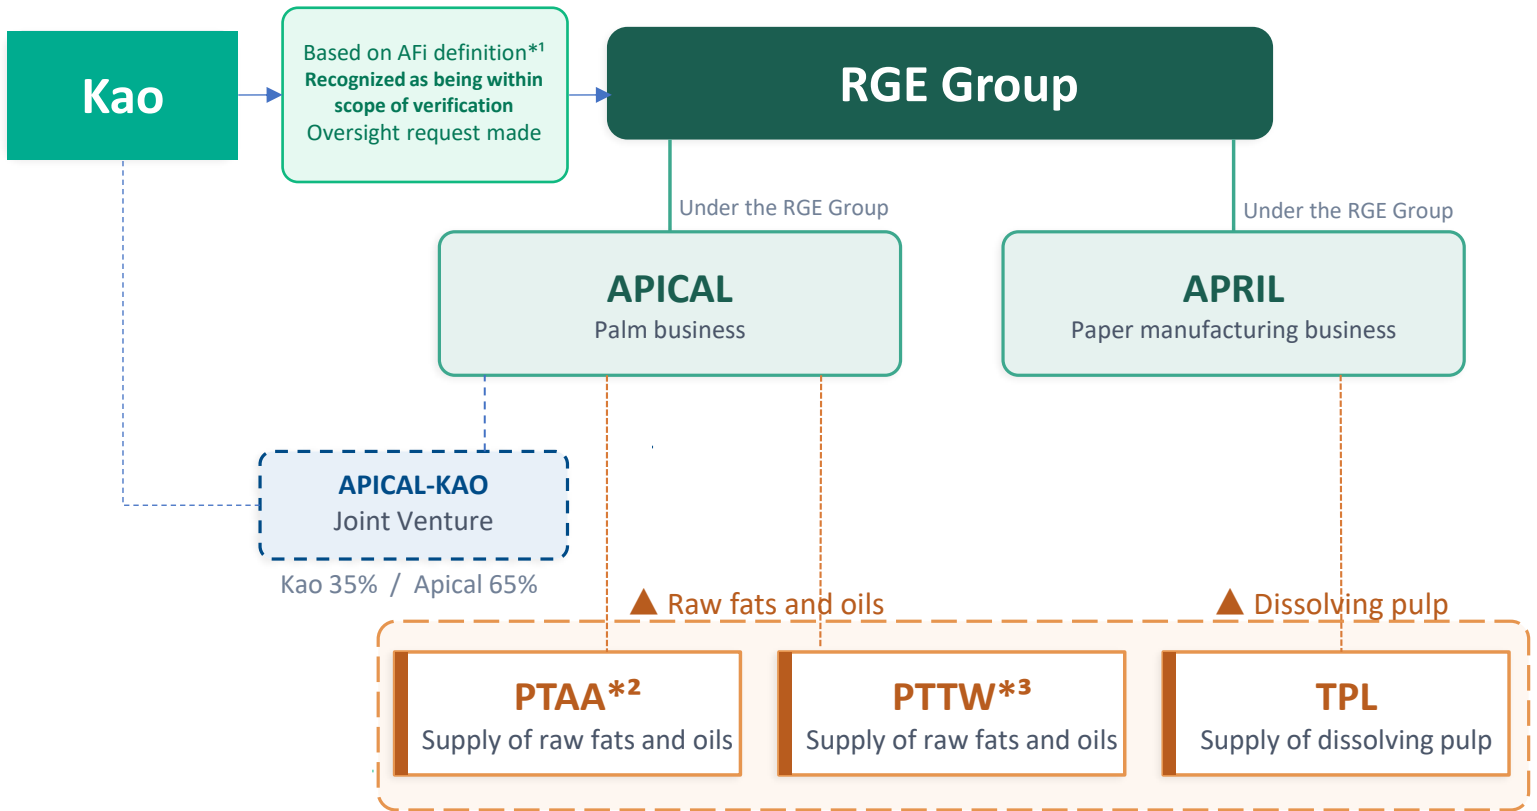 Kao
Based on AFi definition*¹
Recognized as being within
scope of verification
Oversight request made
RGE Group
Under the RGE Group
Under the RGE Group
APICAL
Palm business
APRIL
Paper manufacturing business
APICAL-KAO
Joint Venture
Kao 35% / Apical 65%
▲ Raw fats and oils
▲ Dissolving pulp
PTAA*²
Supply of raw fats and oils
PTTW*³
Supply of raw fats and oils
TPL
Supply of dissolving pulp